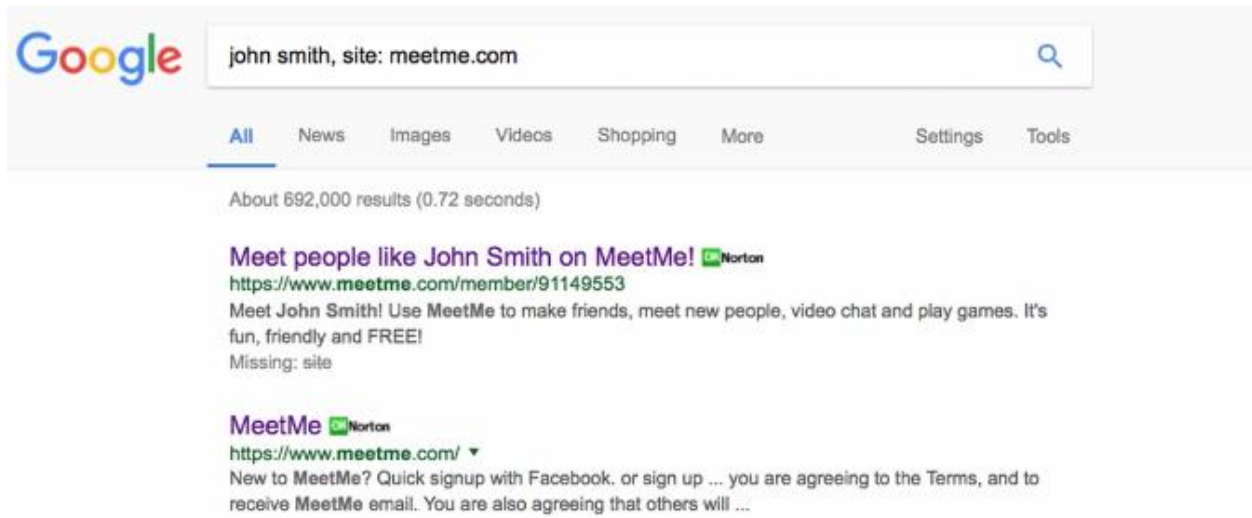 Google
john smith, site: meetme.com
All News Images Videos Shopping More Settings Tools
About 692,000 results (0.72 seconds)
Meet people like John Smith on MeetMe! OK Norton
https://www.meetme.com/member/91149553
Meet John Smith! Use MeetMe to make friends, meet new people, video chat and play games. It's
fun, friendly and FREE!
Missing: site
MeetMe OK Norton
https://www.meetme.com/
New to MeetMe? Quick signup with Facebook. or sign up ... you are agreeing to the Terms, and to
receive MeetMe email. You are also agreeing that others will ...